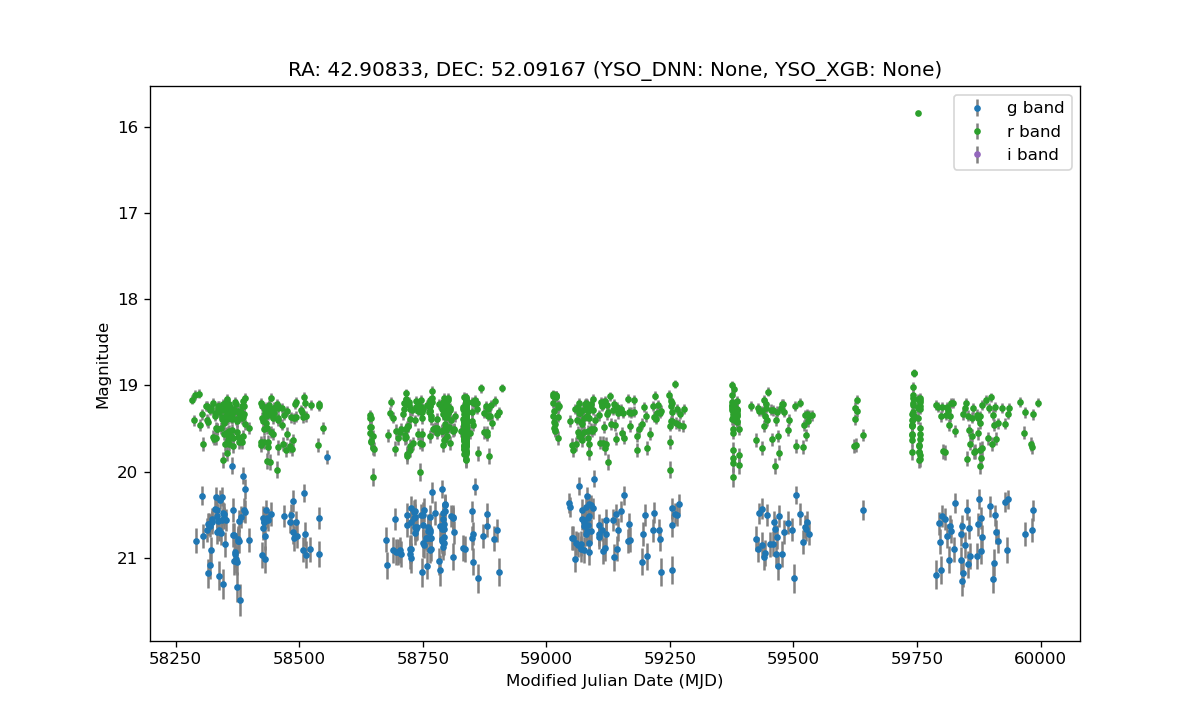 RA: 42.90833, DEC: 52.09167 (YSO_DNN: None, YSO_XGB: None)
g band
r band
i band
16
17
18
19
20
21
Magnitude
58250 58500 58750 59000 59250 59500 59750 60000
Modified Julian Date (MJD)